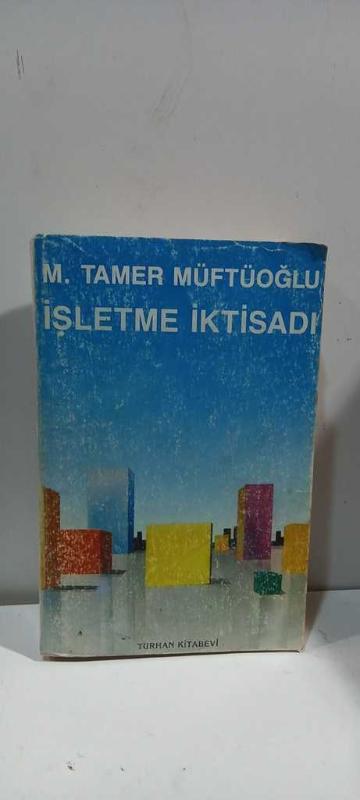 M. TAMER MÜFTÜOĞLU
İŞLETME İKTİSADI
TURHAN KİTABEVİ